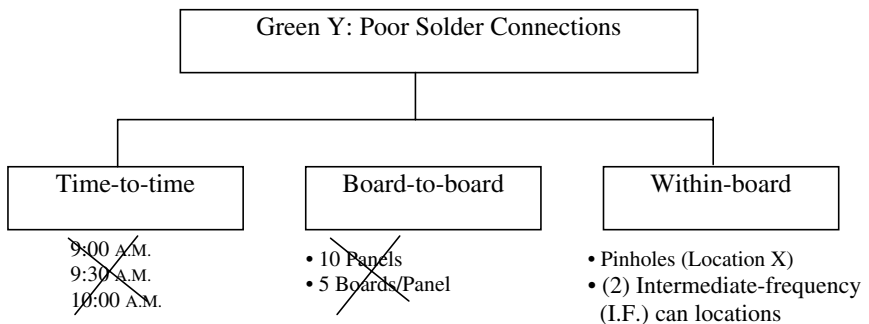 Green Y: Poor Solder Connections
Time-to-time
Board-to-board
Within-board
9:00 A.M.
9:30 A.M.
10:00 A.M.
• 10 Panels
• 5 Boards/Panel
• Pinholes (Location X)
• (2) Intermediate-frequency
(I.F.) can locations